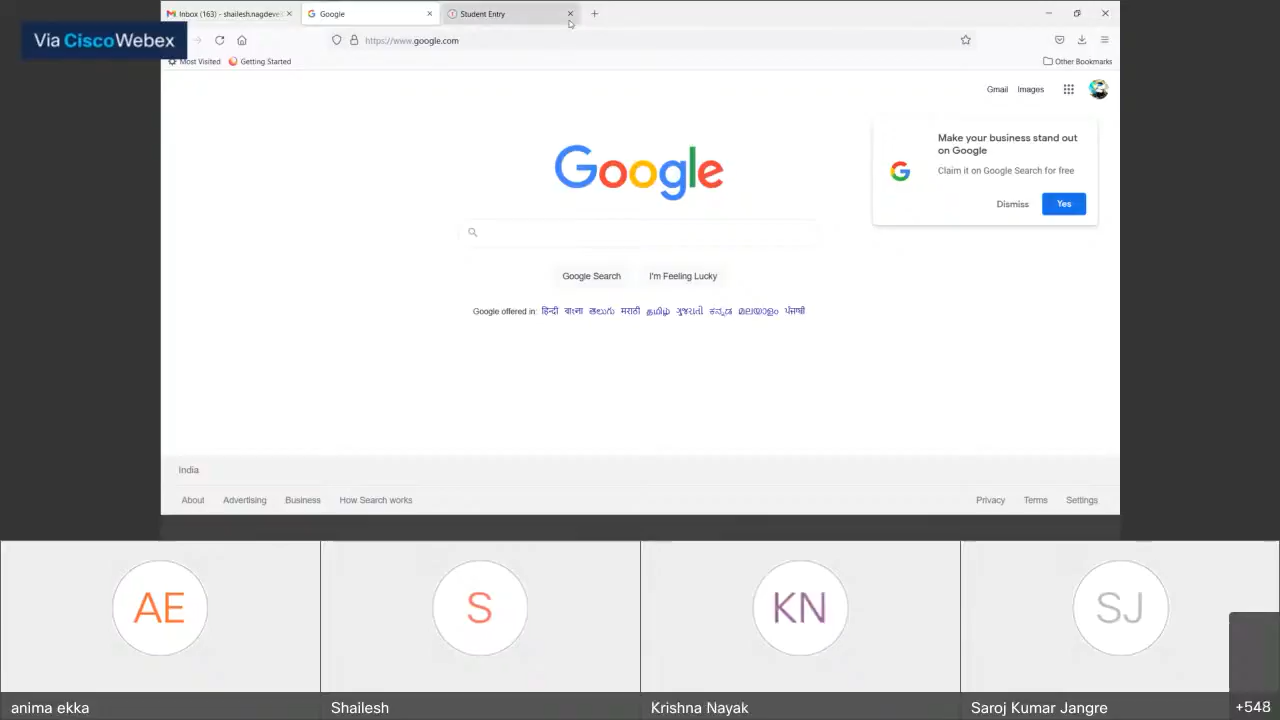 Inbox (163) - shailesh.nagdeve
Google
Student Entry
Via CiscoWebex
https://www.google.com
Most Visited
Getting Started
Other Bookmarks
Gmail
Images
Google
Make your business stand out
on Google
Claim it on Google Search for free
Dismiss
Yes
Google Search
I'm Feeling Lucky
Google offered in: हिन्दी বাংলা తెలుగు मराठी தமிழ் ગુજરાતી ಕನ್ನಡ മലയാളം ਪੰਜਾਬੀ
India
About
Advertising
Business
How Search works
Privacy
Terms
Settings
AE
S
KN
SJ
anima ekka
Shailesh
Krishna Nayak
Saroj Kumar Jangre
+548